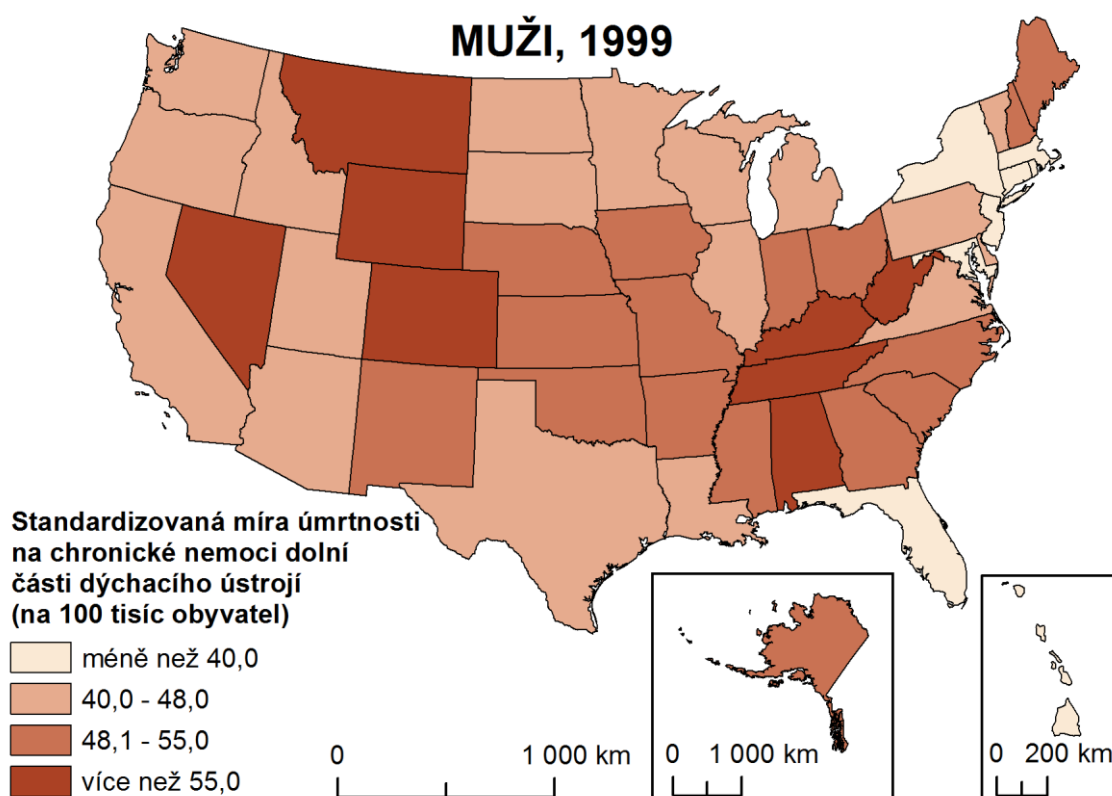 MUŽI, 1999
Standardizovaná míra úmrtnosti
na chronické nemoci dolní
části dýchacího ústrojí
(na 100 tisíc obyvatel)
méně než 40,0
40,0 - 48,0
48,1 - 55,0
více než 55,0
0 1 000 km
0 1 000 km
0 200 km